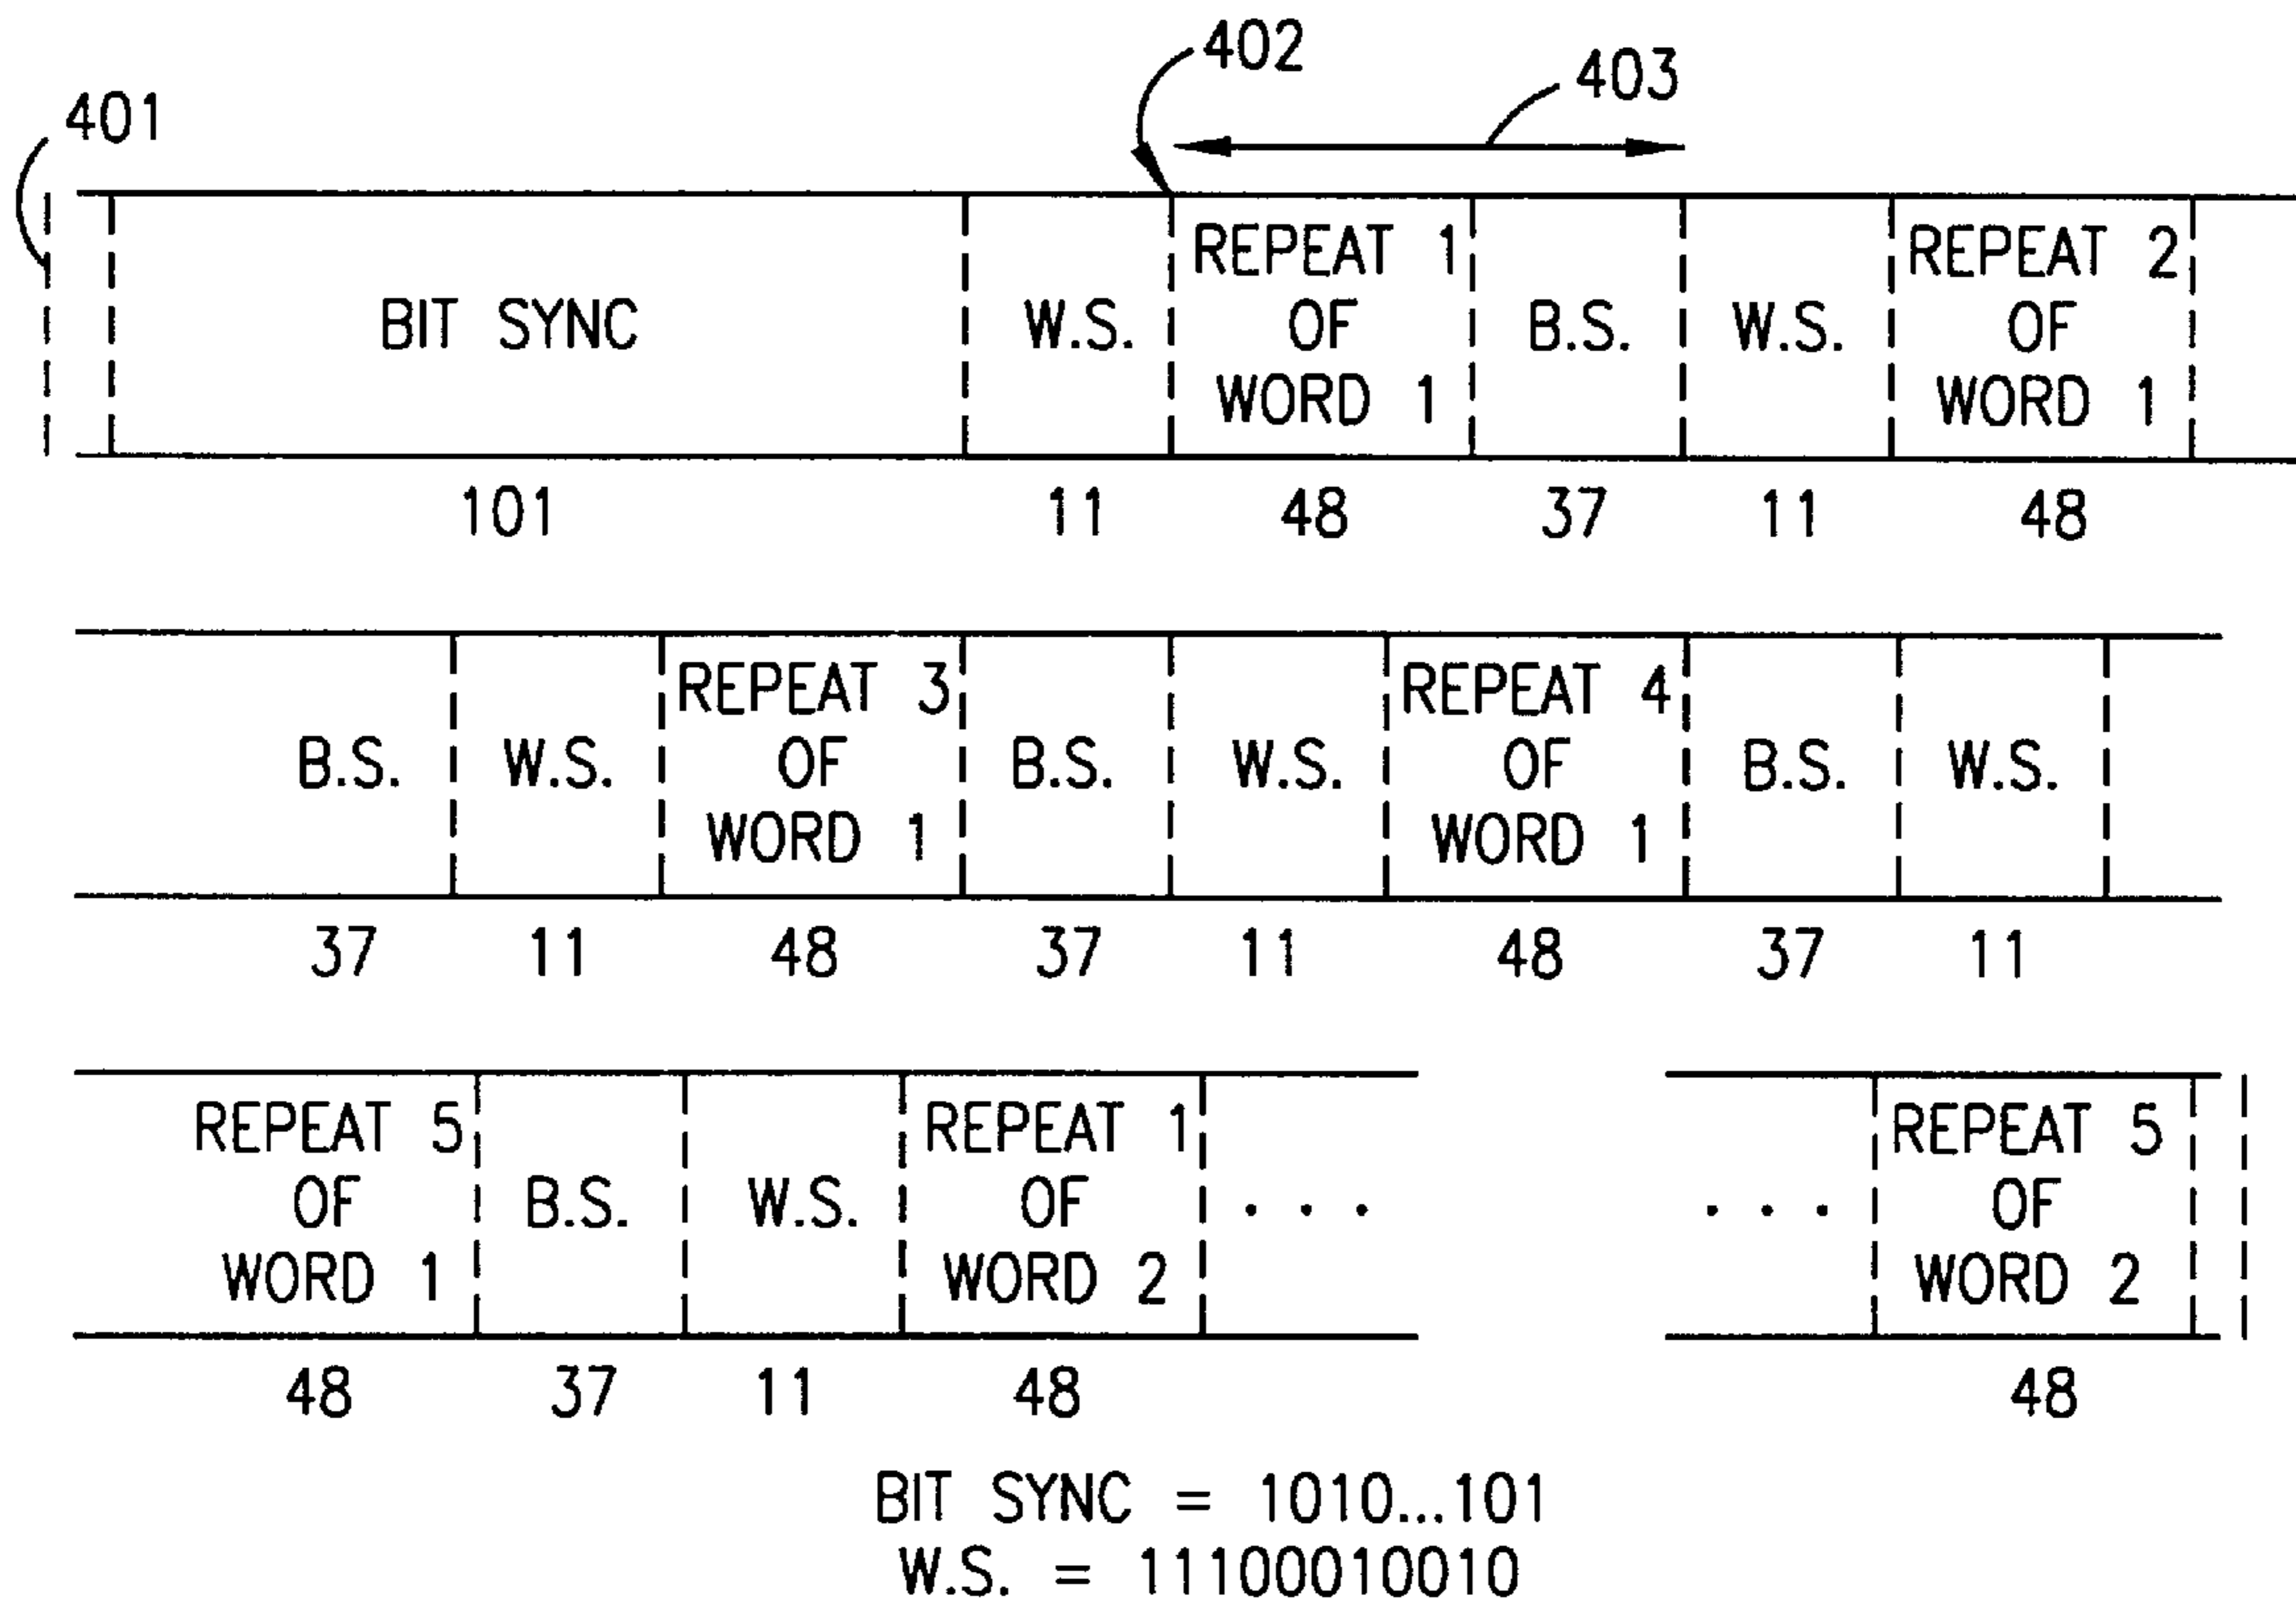 402
403
401
BIT SYNC
W.S.
REPEAT 1
OF
WORD 1
B.S.
W.S.
REPEAT 2
OF
WORD 1
101
11
48
37
11
48
B.S.
W.S.
REPEAT 3
OF
WORD 1
B.S.
W.S.
REPEAT 4
OF
WORD 1
B.S.
W.S.
37
11
48
37
11
48
37
11
REPEAT 5
OF
WORD 1
B.S.
W.S.
REPEAT 1
OF
WORD 2
. . .
. . .
REPEAT 5
OF
WORD 2
48
37
11
48
48
BIT SYNC = 1010...101
W.S. = 11100010010